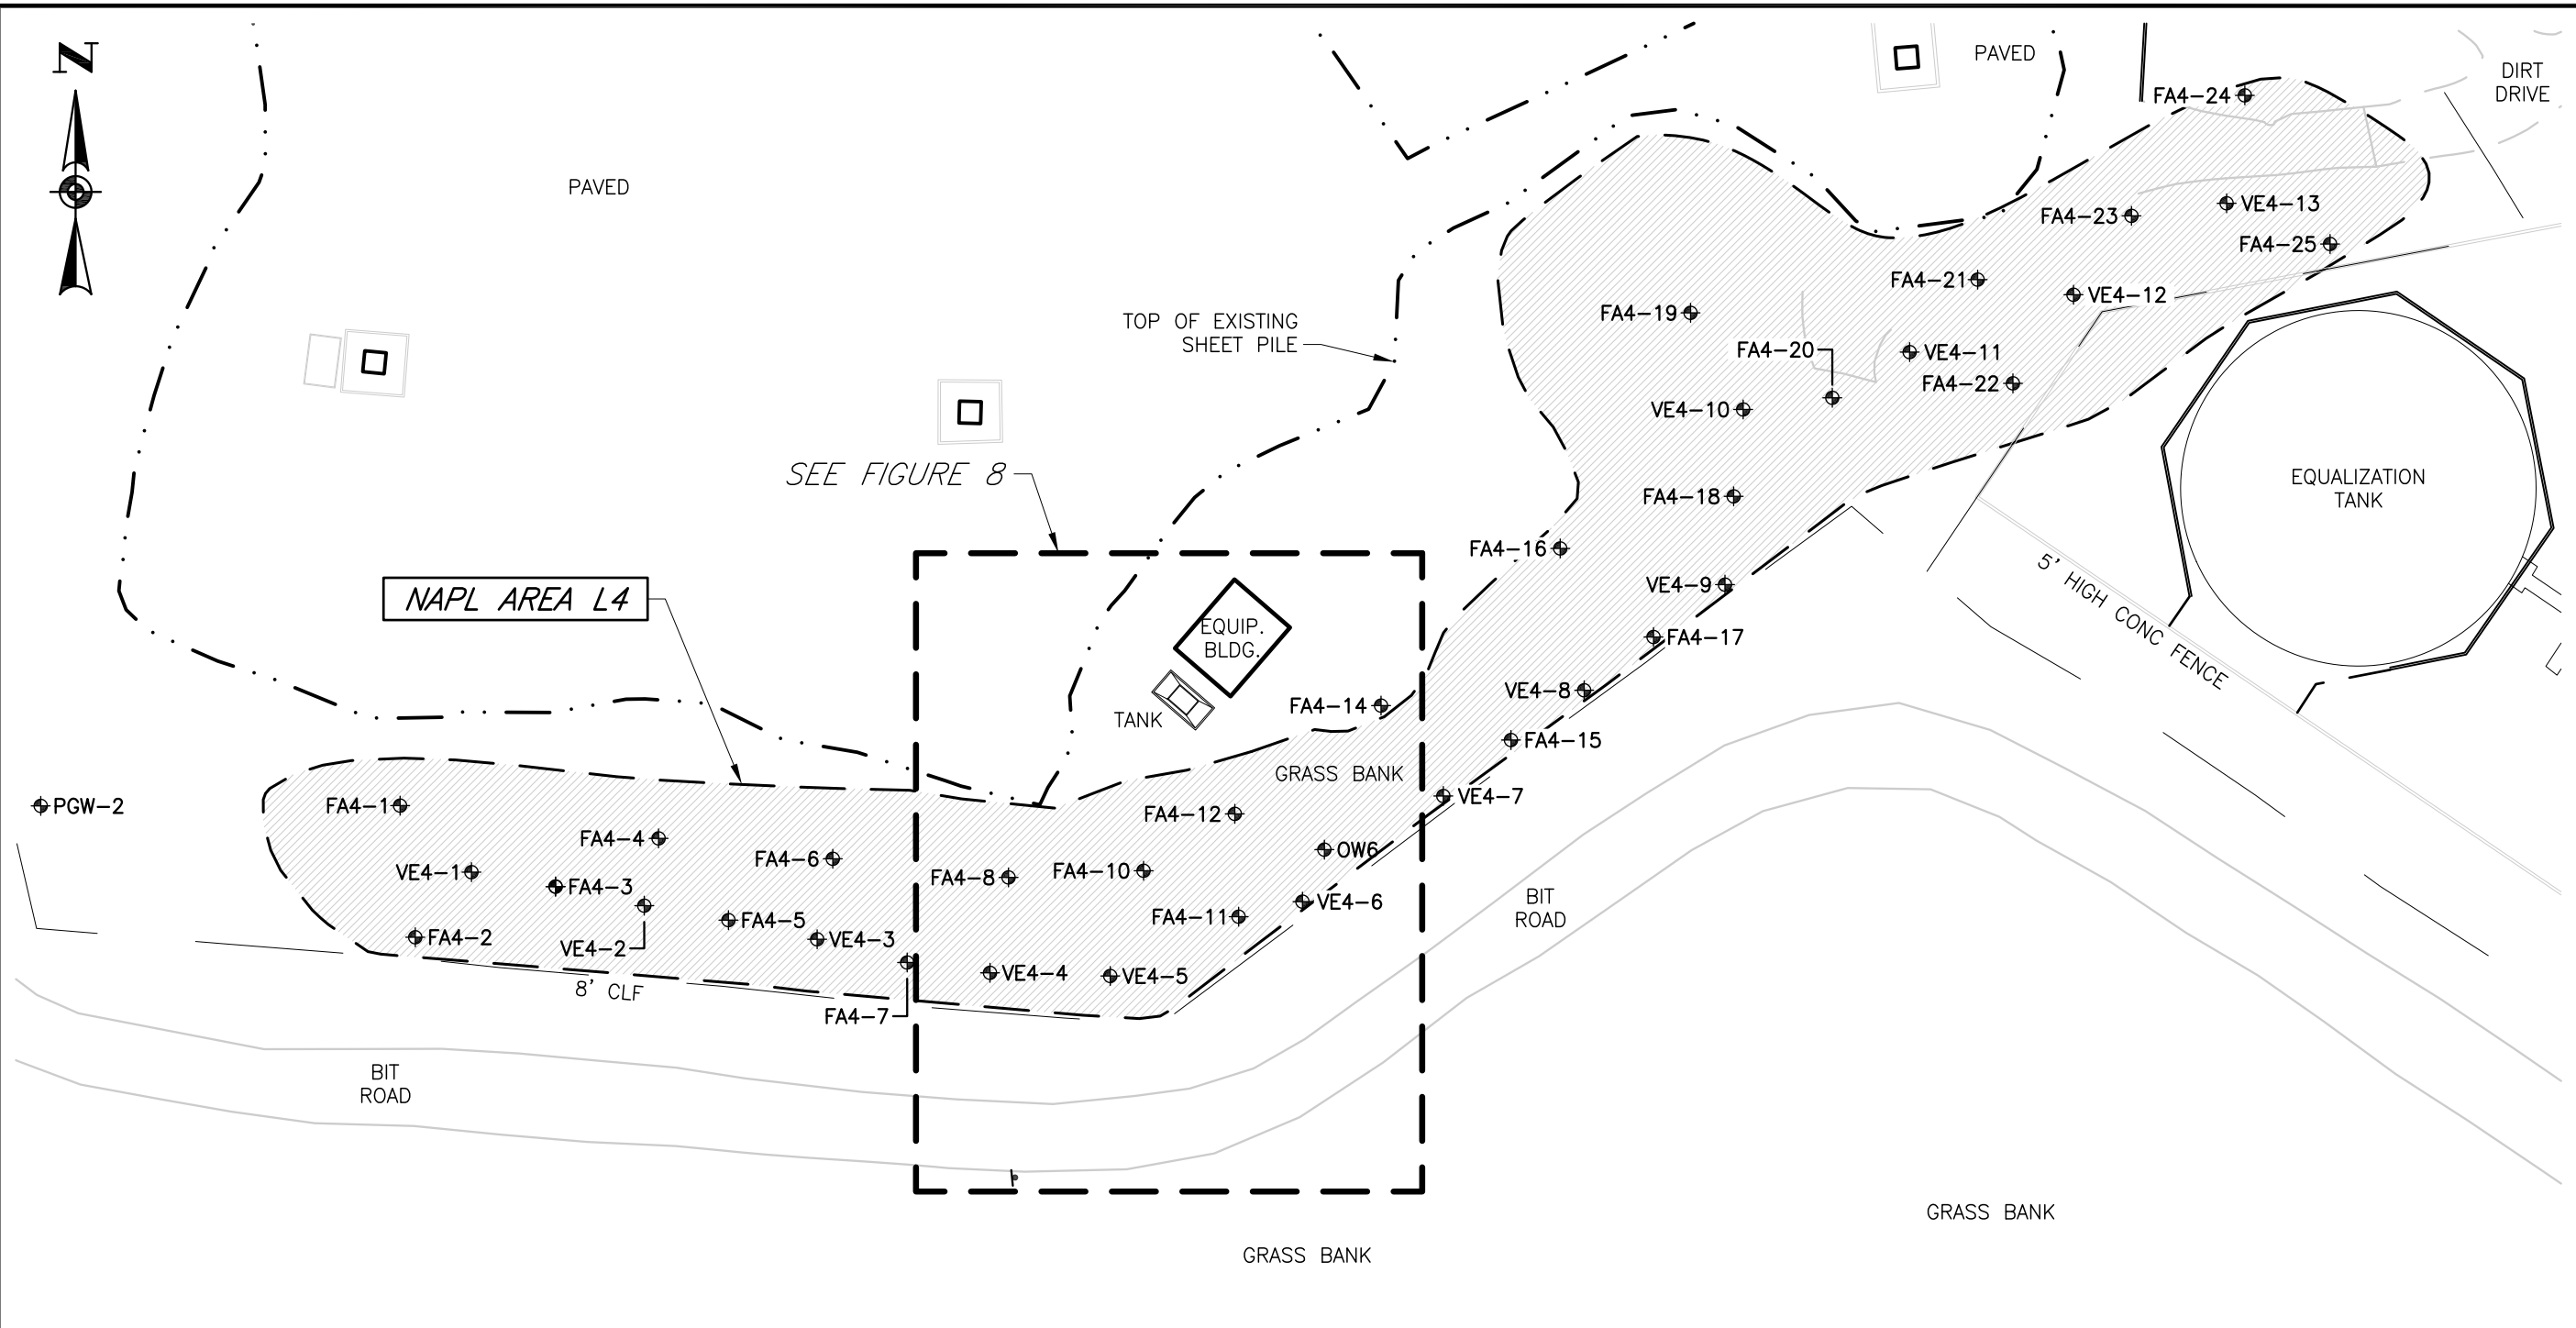 N
PAVED
PAVED
DIRT
DRIVE
FA4-24
FA4-23
VE4-13
FA4-25
FA4-21
VE4-12
FA4-19
TOP OF EXISTING
SHEET PILE
FA4-20
VE4-11
FA4-22
VE4-10
SEE FIGURE 8
EQUALIZATION
TANK
FA4-18
FA4-16
VE4-9
5' HIGH CONC FENCE
NAPL AREA L4
EQUIP.
BLDG.
FA4-17
VE4-8
FA4-14
TANK
FA4-15
GRASS BANK
VE4-7
PGW-2
FA4-1
FA4-12
FA4-4
OW6
FA4-6
VE4-1
FA4-10
FA4-8
FA4-3
VE4-6
FA4-11
FA4-5
BIT
ROAD
FA4-2
VE4-2
VE4-3
VE4-4
VE4-5
8' CLF
FA4-7
BIT
ROAD
GRASS BANK
GRASS BANK